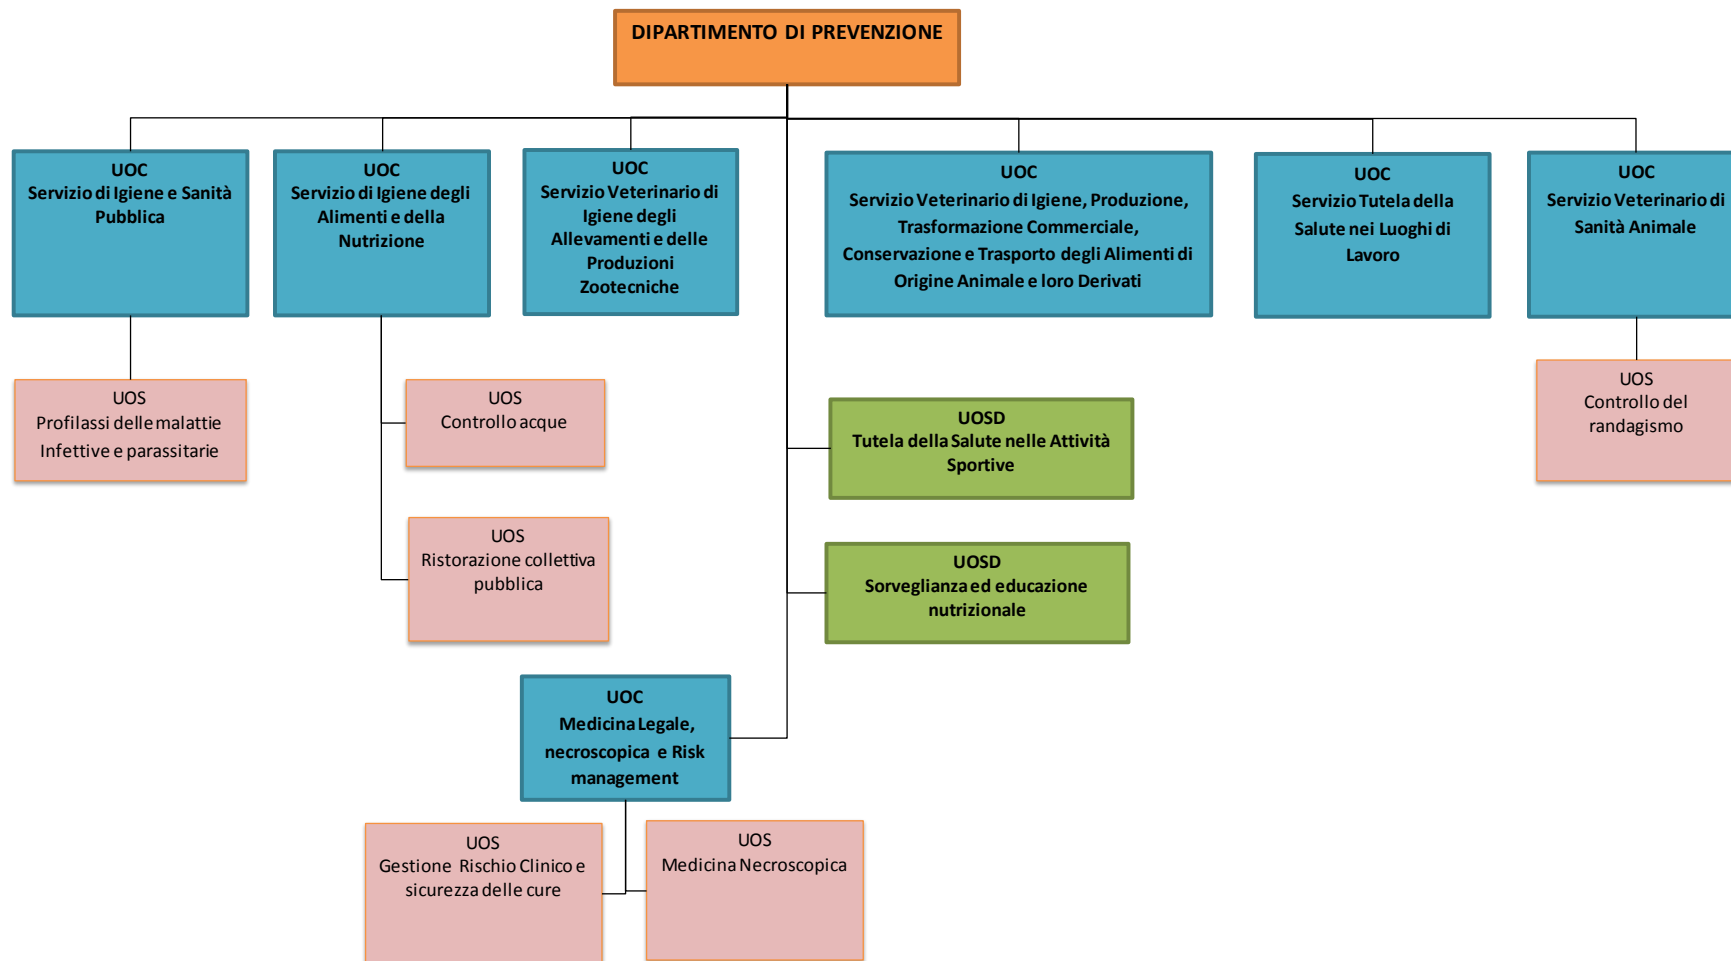 DIPARTIMENTO DI PREVENZIONE
UOC
Servizio di Igiene e Sanità
Pubblica
UOC
Servizio di Igiene degli
Alimenti e della
Nutrizione
UOC
Servizio Veterinario di
Igiene degli
Allevamenti e delle
Produzioni
Zootecniche
UOC
Servizio Veterinario di Igiene, Produzione,
Trasformazione Commerciale,
Conservazione e Trasporto degli Alimenti di
Origine Animale e loro Derivati
UOC
Servizio Tutela della
Salute nei Luoghi di
Lavoro
UOC
Servizio Veterinario di
Sanità Animale
UOS
Profilassi delle malattie
Infettive e parassitarie
UOS
Controllo acque
UOS
Ristorazione collettiva
pubblica
UOSD
Tutela della Salute nelle Attività
Sportive
UOSD
Sorveglianza ed educazione
nutrizionale
UOS
Controllo del
randagismo
UOC
Medicina Legale,
necroscopica e Risk
management
UOS
Gestione Rischio Clinico e
sicurezza delle cure
UOS
Medicina Necroscopica